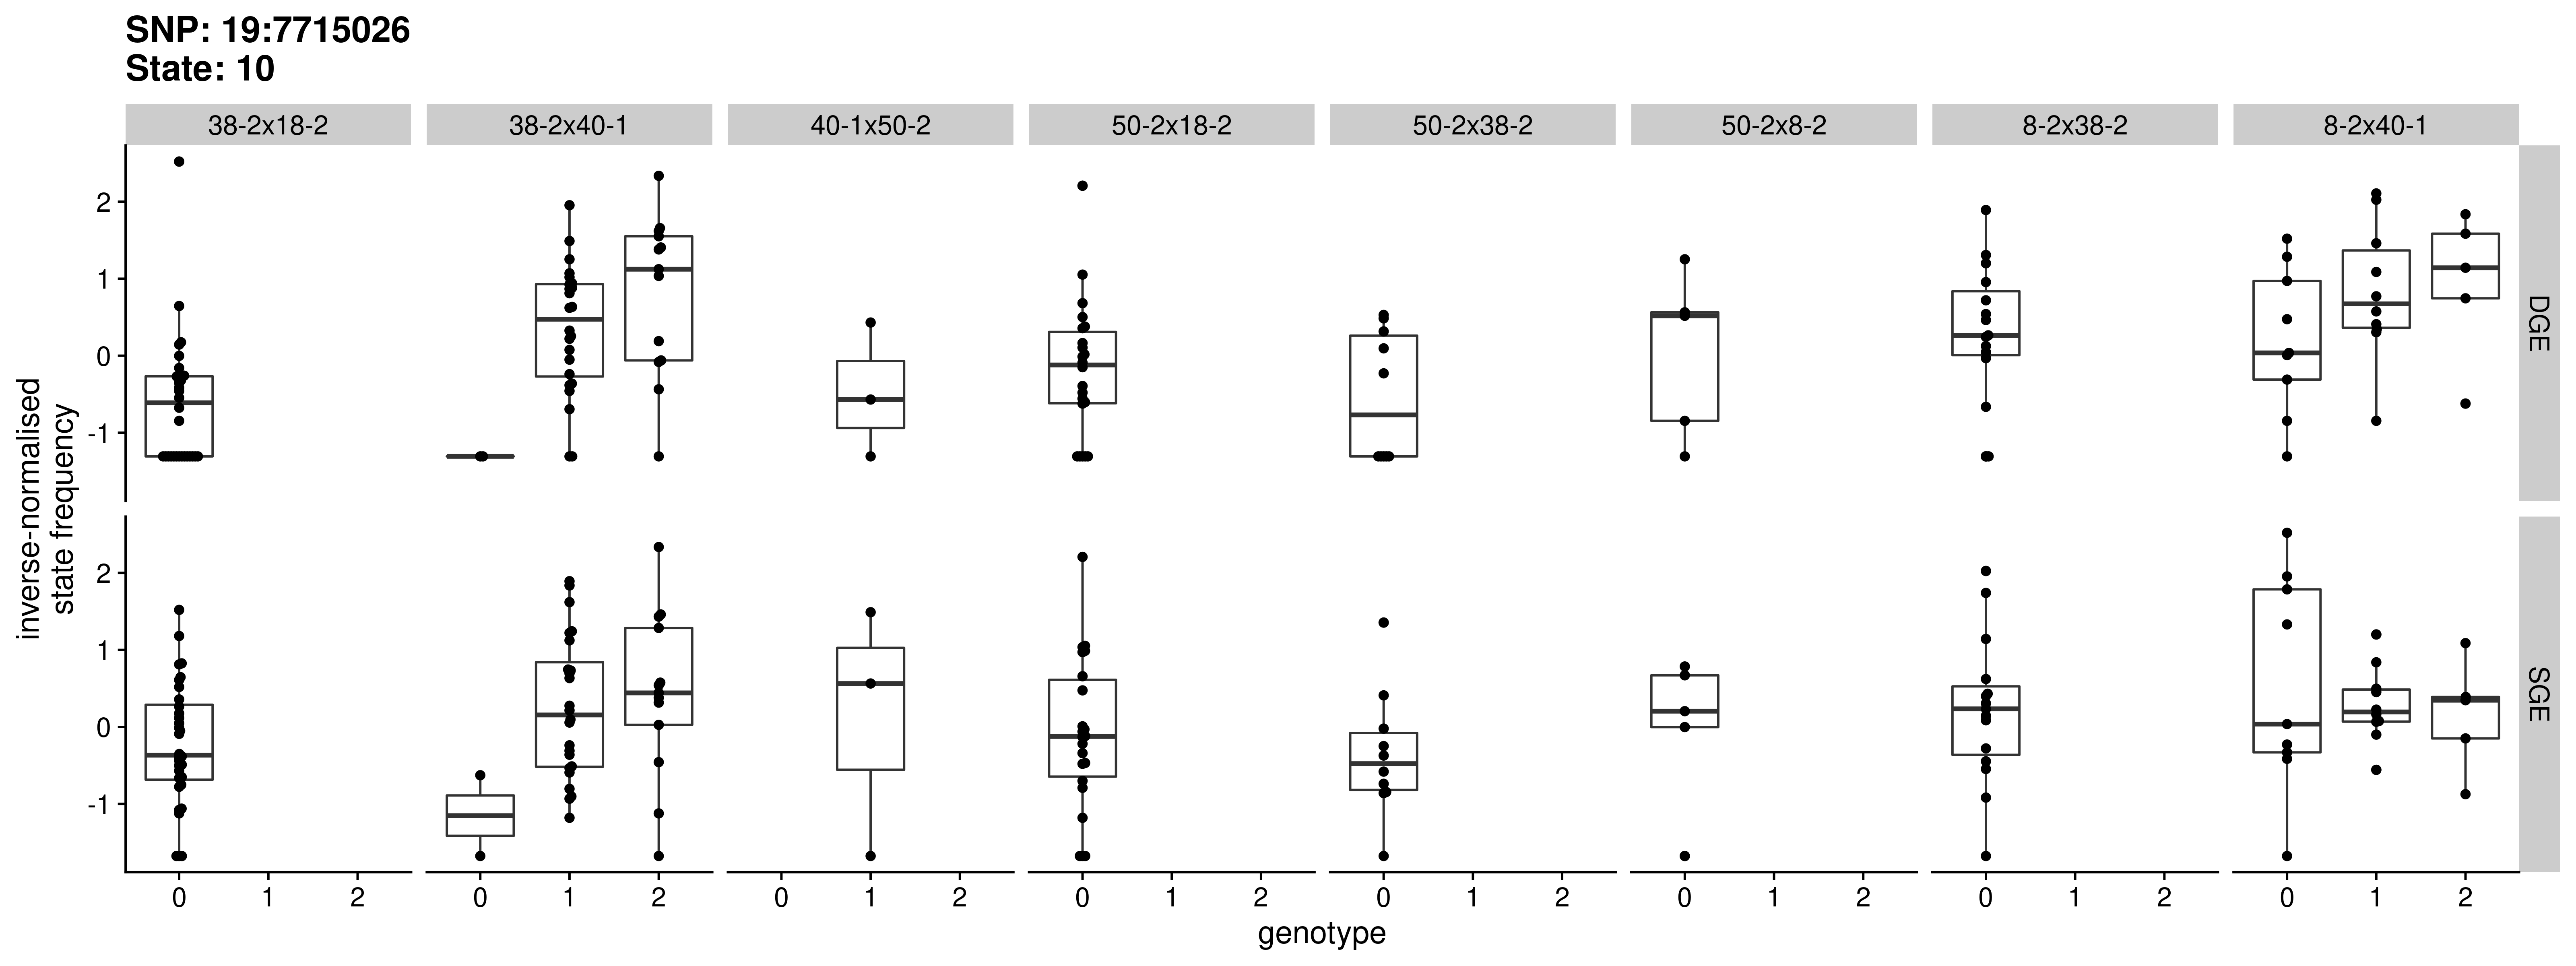 SNP: 19:7715026
State: 10
38-2x18-2 38-2x40-1 40-1x50-2 50-2x18-2 50-2x38-2 50-2x8-2 8-2x38-2 8-2x40-1
2
1
0
-1
DGE
2
1
0
-1
SGE
inverse-normalised
state frequency
0 1 2 0 1 2 0 1 2 0 1 2 0 1 2 0 1 2 0 1 2 0 1 2
genotype